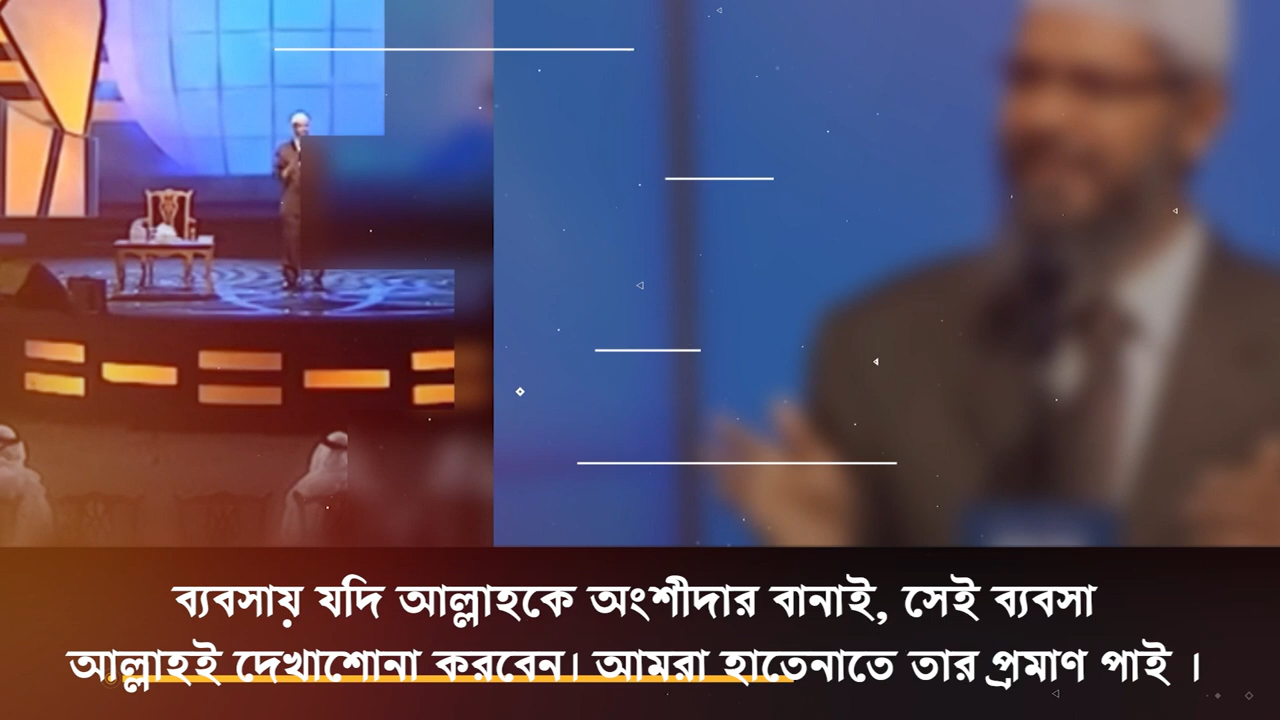 ব্যবসায় যদি আল্লাহকে অংশীদার বানাই, সেই ব্যবসা
আল্লাহই দেখাশোনা করবেন। আমরা হাতেনাতে তার প্রমাণ পাই ।